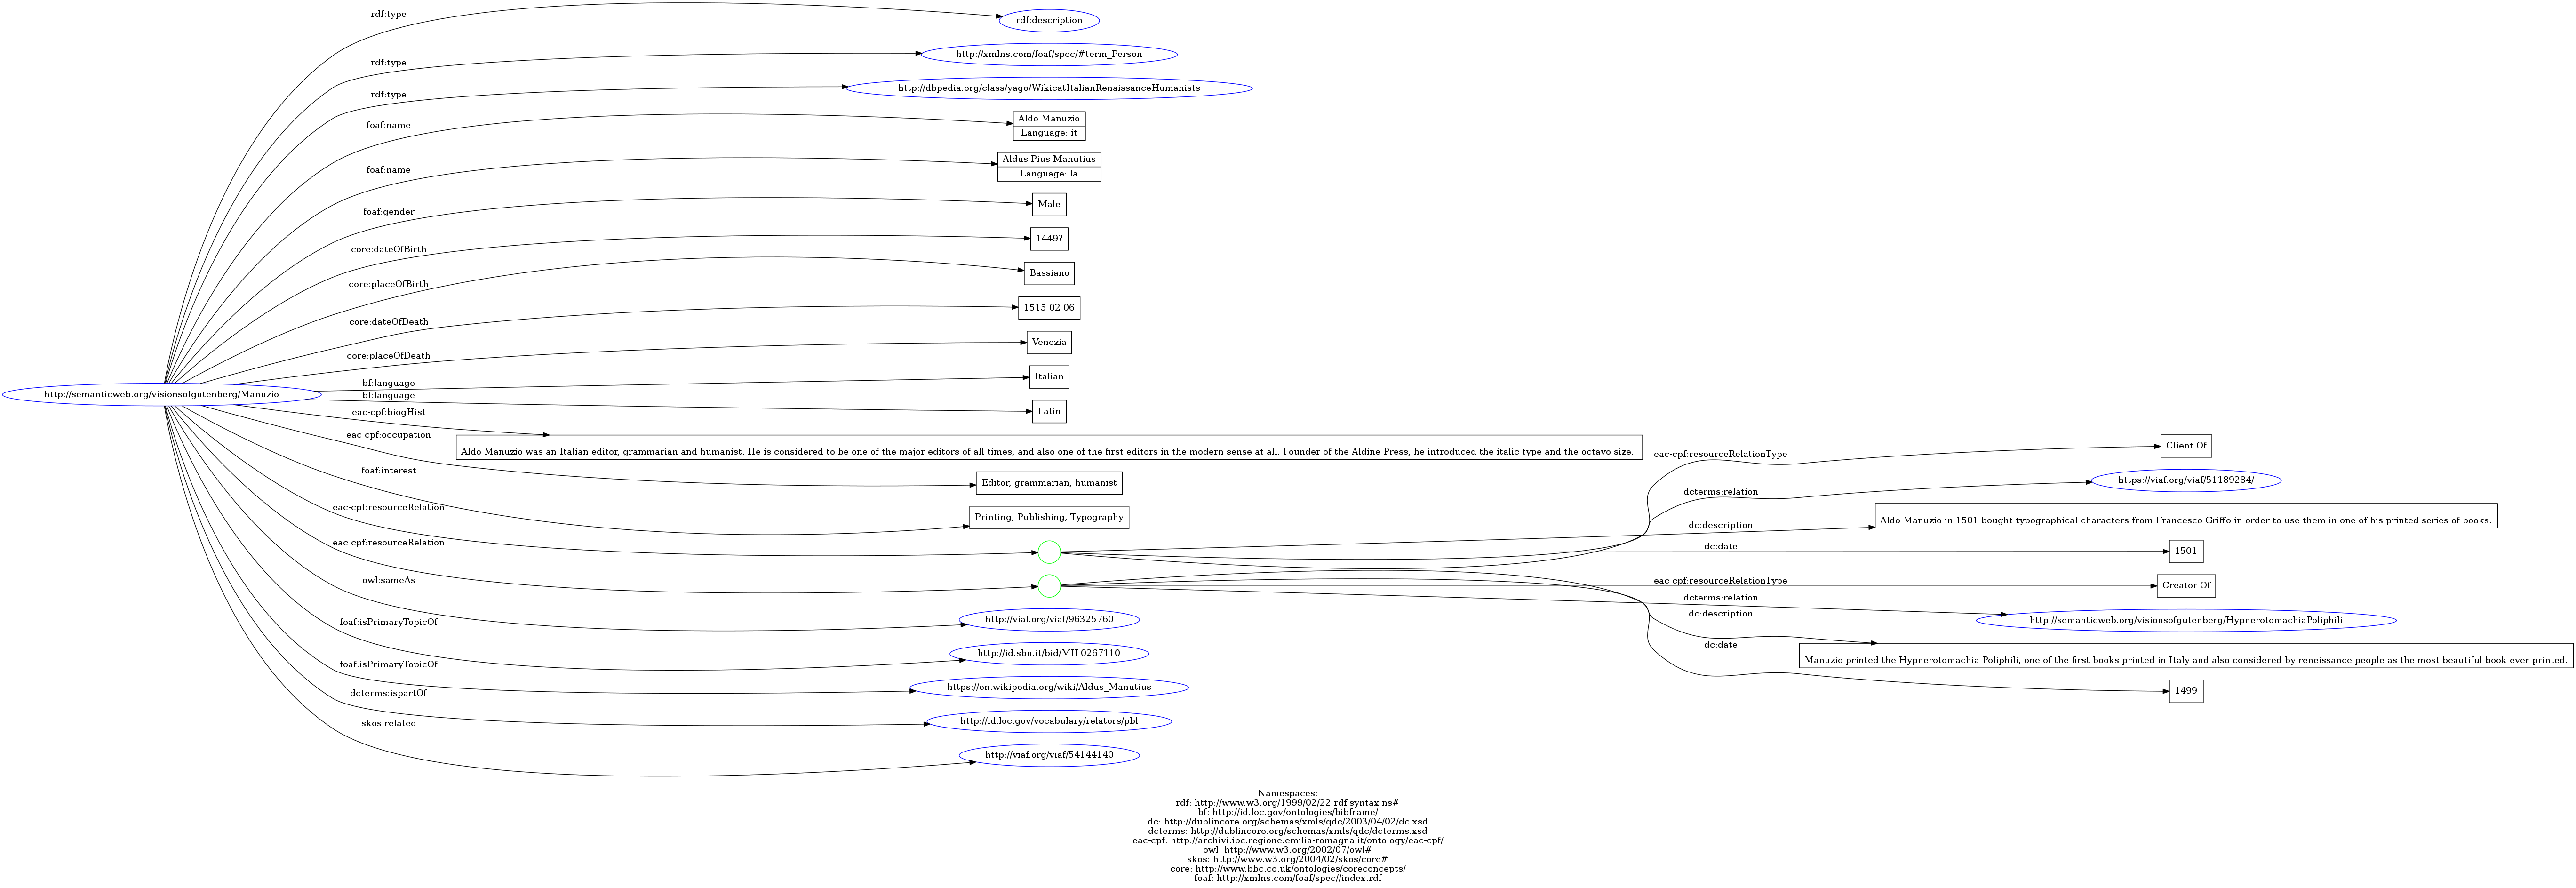 rdf:type
rdf:description
rdf:type
http://xmlns.com/foaf/spec/#term_Person
rdf:type
http://dbpedia.org/class/yago/WikicatItalianRenaissanceHumanists
foaf:name
Aldo Manuzio
Language: it
foaf:name
Aldus Pius Manutius
Language: la
foaf:gender
Male
core:dateOfBirth
1449?
core:placeOfBirth
Bassiano
core:dateOfDeath
1515-02-06
core:placeOfDeath
Venezia
http://semanticweb.org/visionsofgutenberg/Manuzio
bf:language
Italian
bf:language
Latin
eac-cpf:biogHist
Aldo Manuzio was an Italian editor, grammarian and humanist. He is considered to be one of the major editors of all times, and also one of the first editors in the modern sense at all. Founder of the Aldine Press, he introduced the italic type and the octavo size.
eac-cpf:occupation
Editor, grammarian, humanist
foaf:interest
Printing, Publishing, Typography
eac-cpf:resourceRelation
eac-cpf:resourceRelationType
Client Of
dcterms:relation
https://viaf.org/viaf/51189284/
dc:description
Aldo Manuzio in 1501 bought typographical characters from Francesco Griffo in order to use them in one of his printed series of books.
dc:date
1501
eac-cpf:resourceRelation
eac-cpf:resourceRelationType
Creator Of
dcterms:relation
http://semanticweb.org/visionsofgutenberg/HypnerotomachiaPoliphili
dc:description
Manuzio printed the Hypnerotomachia Poliphili, one of the first books printed in Italy and also considered by reneissance people as the most beautiful book ever printed.
dc:date
1499
owl:sameAs
http://viaf.org/viaf/96325760
foaf:isPrimaryTopicOf
http://id.sbn.it/bid/MIL0267110
foaf:isPrimaryTopicOf
https://en.wikipedia.org/wiki/Aldus_Manutius
dcterms:ispartOf
http://id.loc.gov/vocabulary/relators/pbl
skos:related
http://viaf.org/viaf/54144140
Namespaces:
rdf: http://www.w3.org/1999/02/22-rdf-syntax-ns#
bf: http://id.loc.gov/ontologies/bibframe/
dc: http://dublincore.org/schemas/xmls/qdc/2003/04/02/dc.xsd
dcterms: http://dublincore.org/schemas/xmls/qdc/dcterms.xsd
eac-cpf: http://archivi.ibc.regione.emilia-romagna.it/ontology/eac-cpf/
owl: http://www.w3.org/2002/07/owl#
skos: http://www.w3.org/2004/02/skos/core#
core: http://www.bbc.co.uk/ontologies/coreconcepts/
foaf: http://xmlns.com/foaf/spec//index.rdf